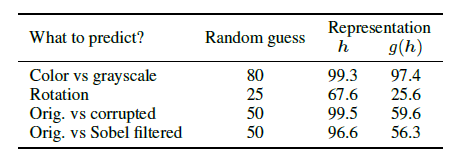 Representation
What to predict? Random guess h g(h)
Color vs grayscale 80 99.3 97.4
Rotation 25 67.6 25.6
Orig. vs corrupted 50 99.5 59.6
Orig. vs Sobel filtered 50 96.6 56.3